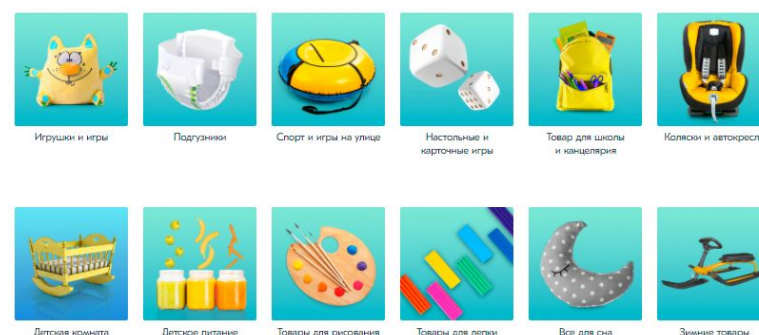 Игрушки и игры
Подгузники
Спорт и игры на улице
Настольные и
карточные игры
Товар для школы
и канцелярия
Коляски и автокресл
Детская комната
Детское питание
Товары для рисования
Товары для лепки
Все для сна
Зимние товары